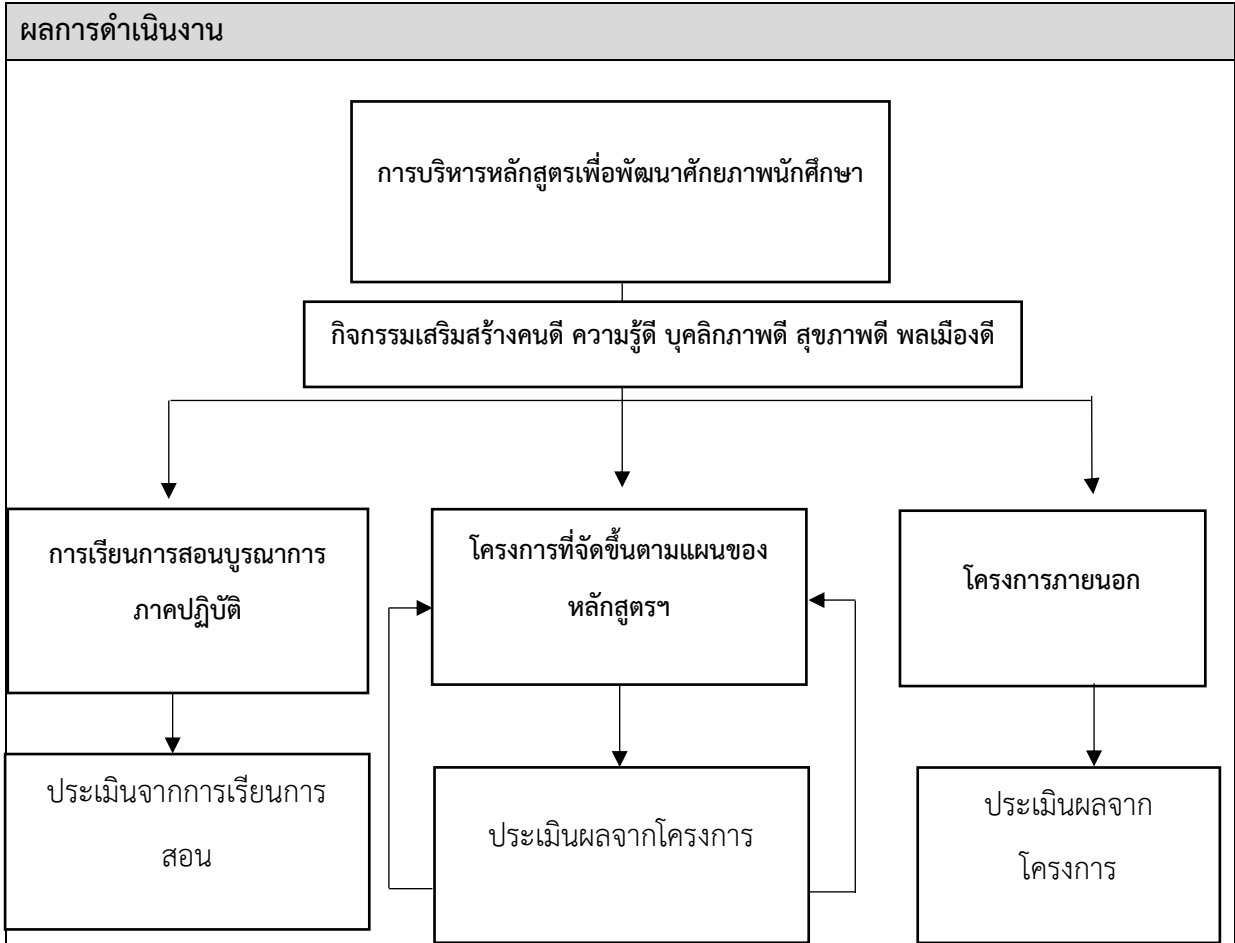 ผลการดำเนินงาน
การบริหารหลักสูตรเพื่อพัฒนาศักยภาพนักศึกษา
กิจกรรมเสริมสร้างคนดี ความรู้ดี บุคลิกภาพดี สุขภาพดี พลเมืองดี
การเรียนการสอนบูรณาการ
ภาคปฏิบัติ
โครงการที่จัดขึ้นตามแผนของ
หลักสูตรฯ
โครงการภายนอก
ประเมินจากการเรียนการ
สอน
ประเมินผลจากโครงการ
ประเมินผลจาก
โครงการ